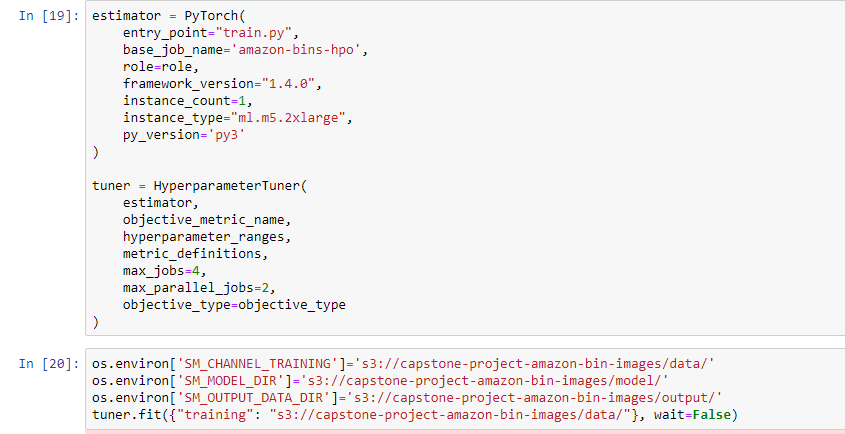 In [19]: estimator = PyTorch(
    entry_point="train.py",
    base_job_name='amazon-bins-hpo',
    role=role,
    framework_version="1.4.0",
    instance_count=1,
    instance_type="ml.m5.2xlarge",
    py_version='py3'
)
tuner = HyperparameterTuner(
    estimator,
    objective_metric_name,
    hyperparameter_ranges,
    metric_definitions,
    max_jobs=4,
    max_parallel_jobs=2,
    objective_type=objective_type
)
In [20]: os.environ['SM_CHANNEL_TRAINING']='s3://capstone-project-amazon-bin-images/data/'
os.environ['SM_MODEL_DIR']='s3://capstone-project-amazon-bin-images/model/'
os.environ['SM_OUTPUT_DATA_DIR']='s3://capstone-project-amazon-bin-images/output/'
tuner.fit({"training": "s3://capstone-project-amazon-bin-images/data/"}, wait=False)